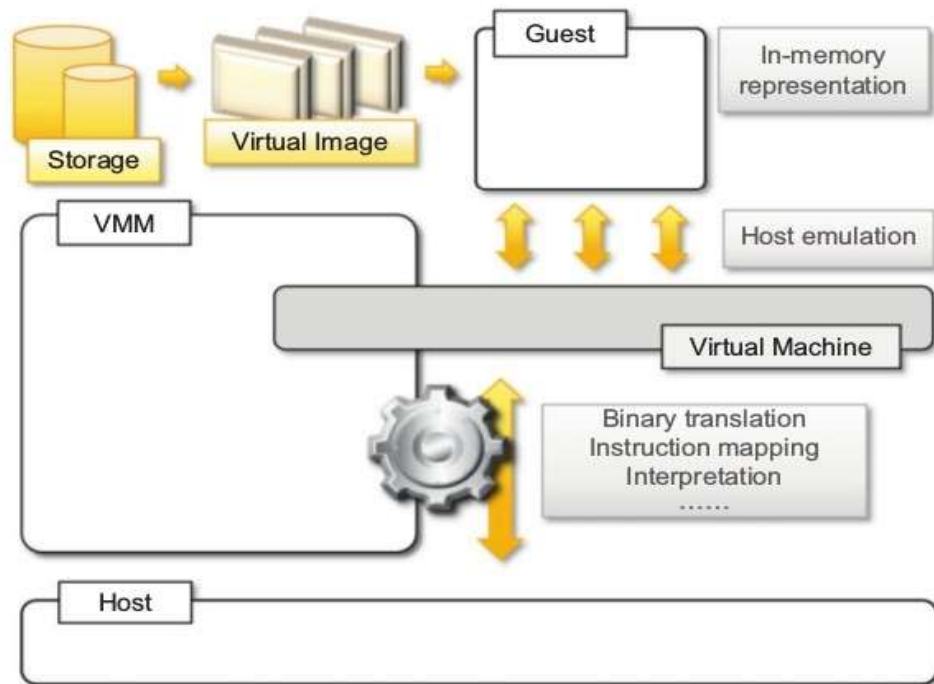 Guest
In-memory
representation
Virtual Image
Storage
VMM
Host emulation
Virtual Machine
Binary translation
Instruction mapping
Interpretation
......
Host